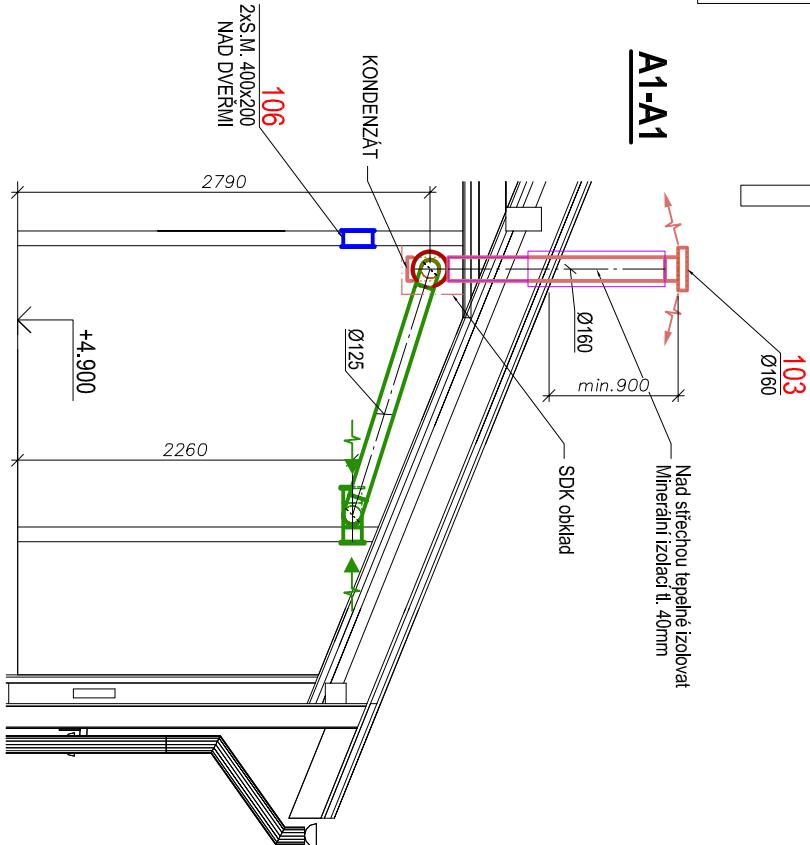 A1-A1
103
Ø160
Nad střechou tepelné izolovat
Minerální izolací tl. 40mm
SDK obklad
min.900
Ø160
KONDENZÁT
106
2xS.M. 400x200
NAD DVEŘMI
2790
Ø125
+4.900
2260